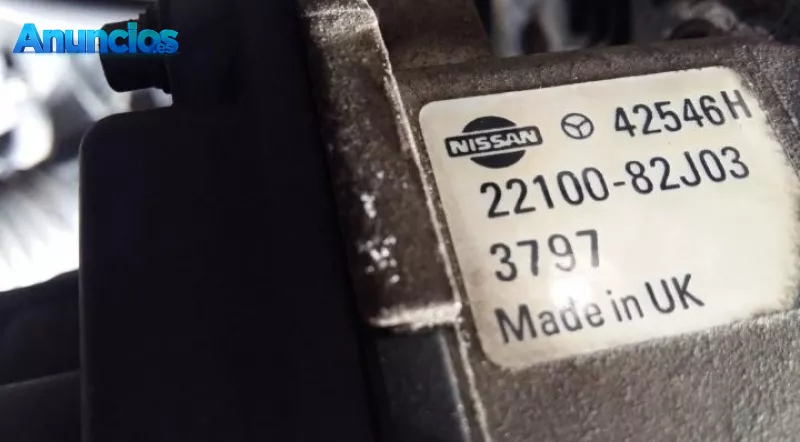 Anuncios.es
NISSAN 42546H
22100-82J03
3797
Made in UK